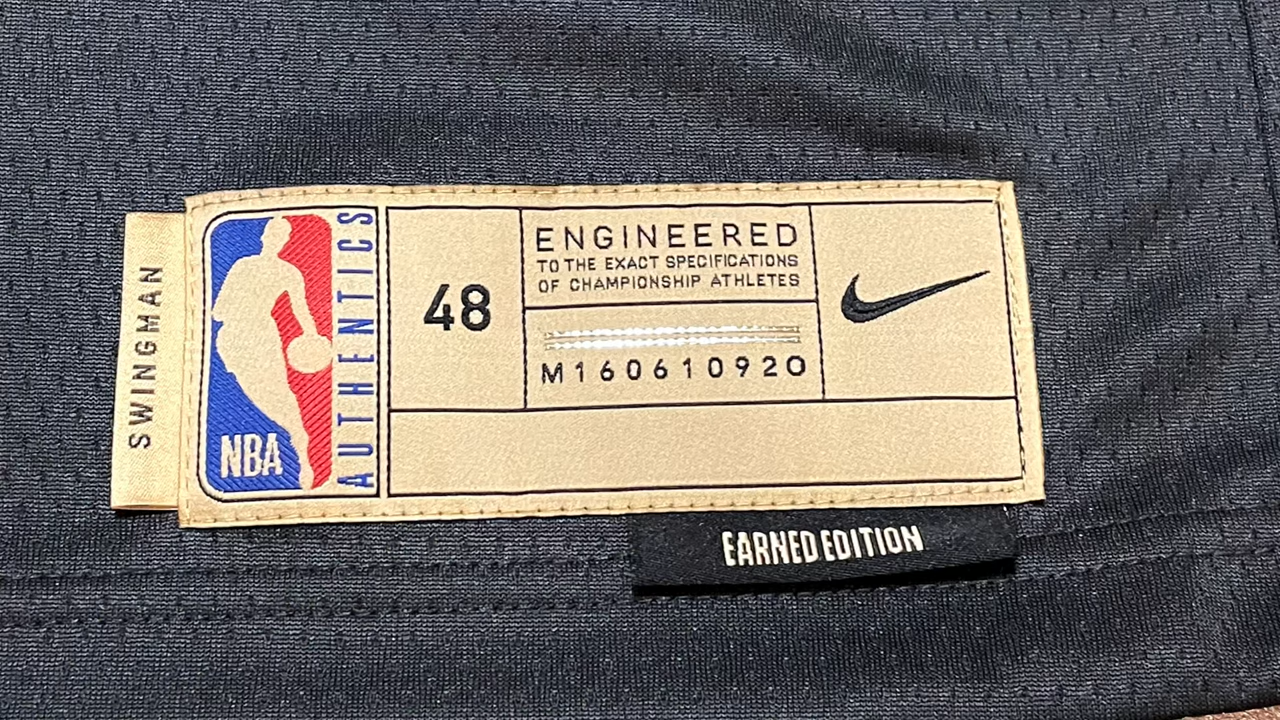 SWINGMAN
NBA
AUTHENTICS
48
ENGINEERED
TO THE EXACT SPECIFICATIONS
OF CHAMPIONSHIP ATHLETES
M160610920
EARNED EDITION